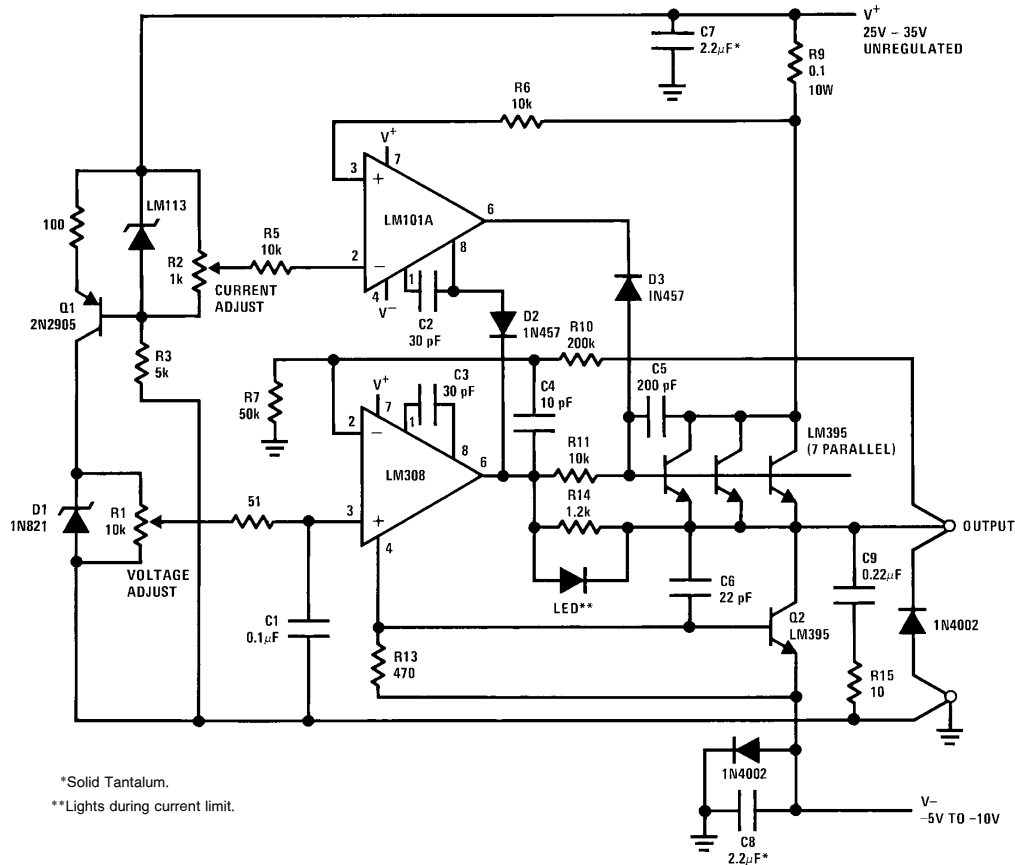 V+
25V – 35V
UNREGULATED
C7
2.2μF*
R9
0.1
10W
R6
10k
V+
7
3
+
LM101A
6
8
2
−
1
4
V−
C2
30 pF
100
LM113
R2
1k
R5
10k
CURRENT
ADJUST
Q1
2N2905
R3
5k
D2
1N457
D3
IN457
R10
200k
C5
200 pF
C3
30 pF
C4
10 pF
R7
50k
V+
7
1
2
−
8
LM308
6
3
+
4
R11
10k
R14
1.2k
LM395
(7 PARALLEL)
D1
1N821
R1
10k
51
VOLTAGE
ADJUST
C1
0.1μF
LED**
C6
22 pF
OUTPUT
C9
0.22μF
Q2
LM395
1N4002
R13
470
R15
10
1N4002
V−
–5V TO –10V
C8
2.2μF*
*Solid Tantalum.
**Lights during current limit.